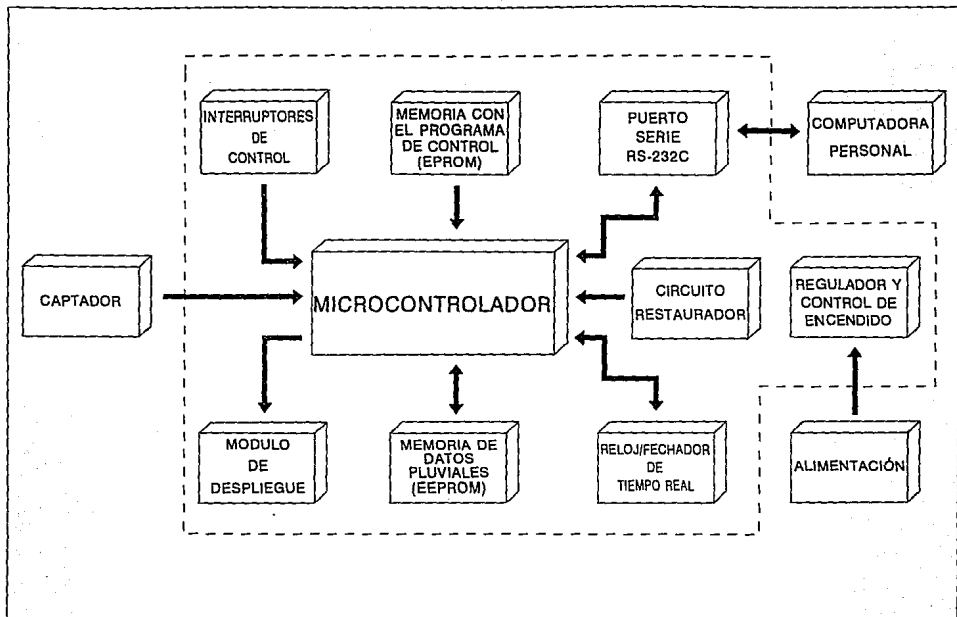 INTERRUPTORES
DE
CONTROL
MEMORIA CON
EL PROGRAMA
DE CONTROL
(EPROM)
PUERTO
SERIE
RS-232C
COMPUTADORA
PERSONAL
CAPTADOR
MICROCONTROLADOR
CIRCUITO
RESTAURADOR
REGULADOR Y
CONTROL DE
ENCENDIDO
MODULO
DE
DESPLIEGUE
MEMORIA DE
DATOS
PLUVIALES
(EEPROM)
RELOJ/FECHADOR
DE
TIEMPO REAL
ALIMENTACIÓN